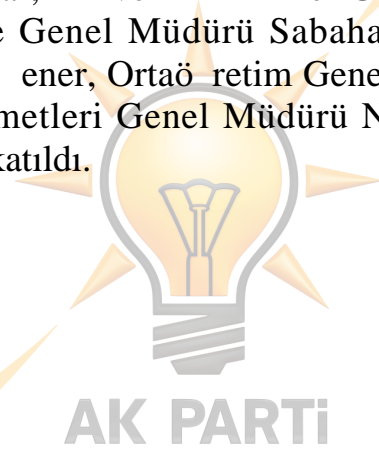 e Genel Müdürü Sabaha
ener, Ortaö retim Gene
metleri Genel Müdürü N
katıldı.
AK PARTi